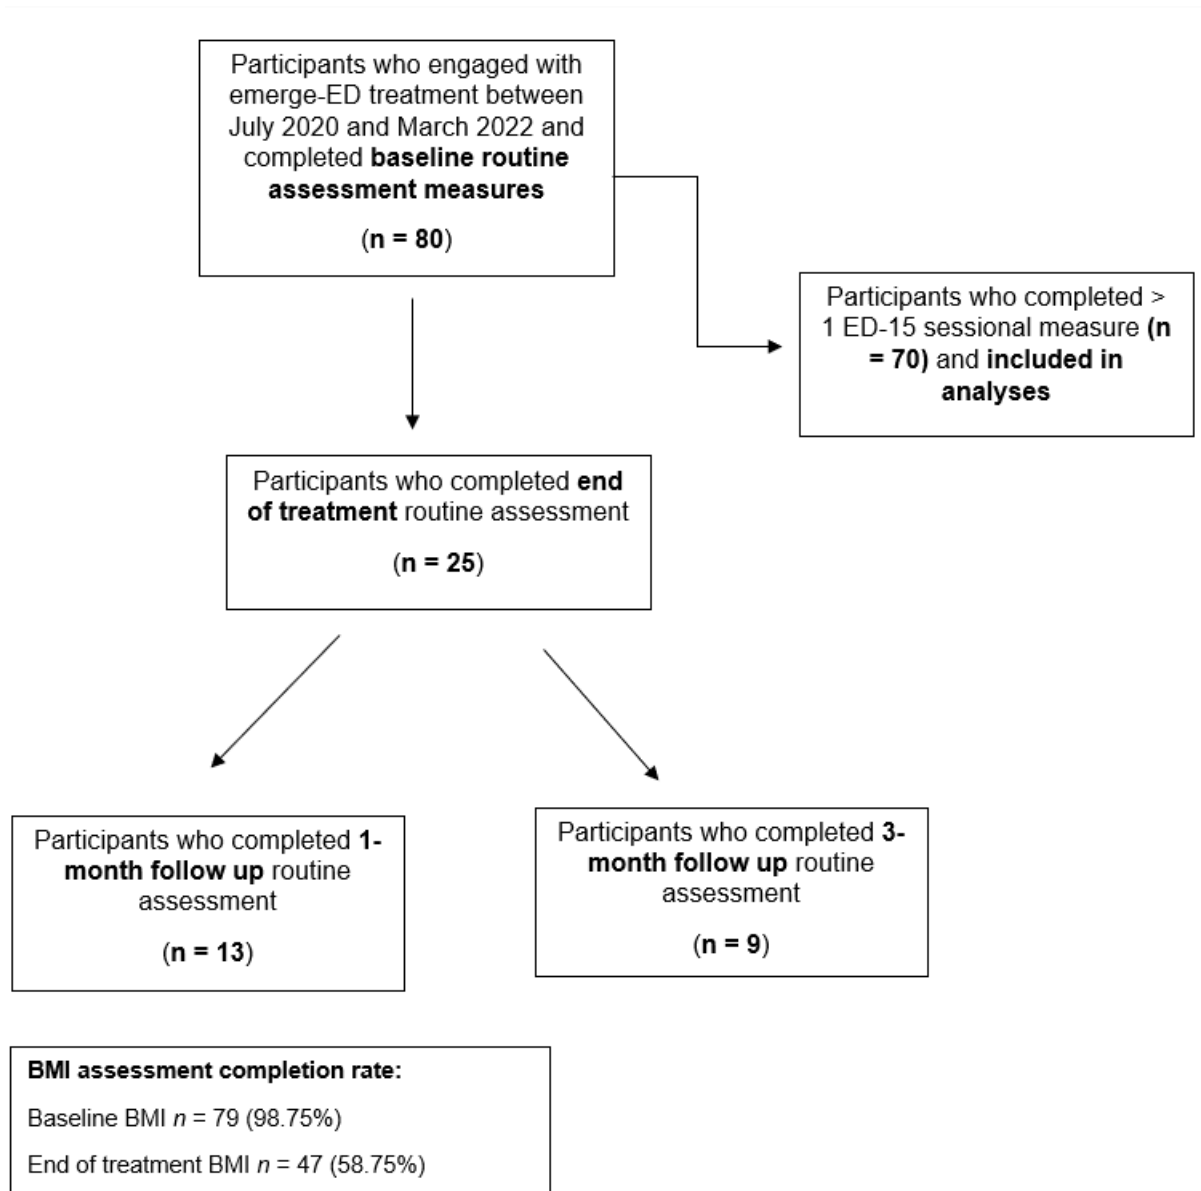 Participants who engaged with
emerge-ED treatment between
July 2020 and March 2022 and
completed baseline routine
assessment measures
(n = 80)
Participants who completed >
1 ED-15 sessional measure (n
= 70) and included in
analyses
Participants who completed end
of treatment routine assessment
(n = 25)
Participants who completed 1-
month follow up routine
assessment
(n = 13)
Participants who completed 3-
month follow up routine
assessment
(n = 9)
BMI assessment completion rate:
Baseline BMI n = 79 (98.75%)
End of treatment BMI n = 47 (58.75%)